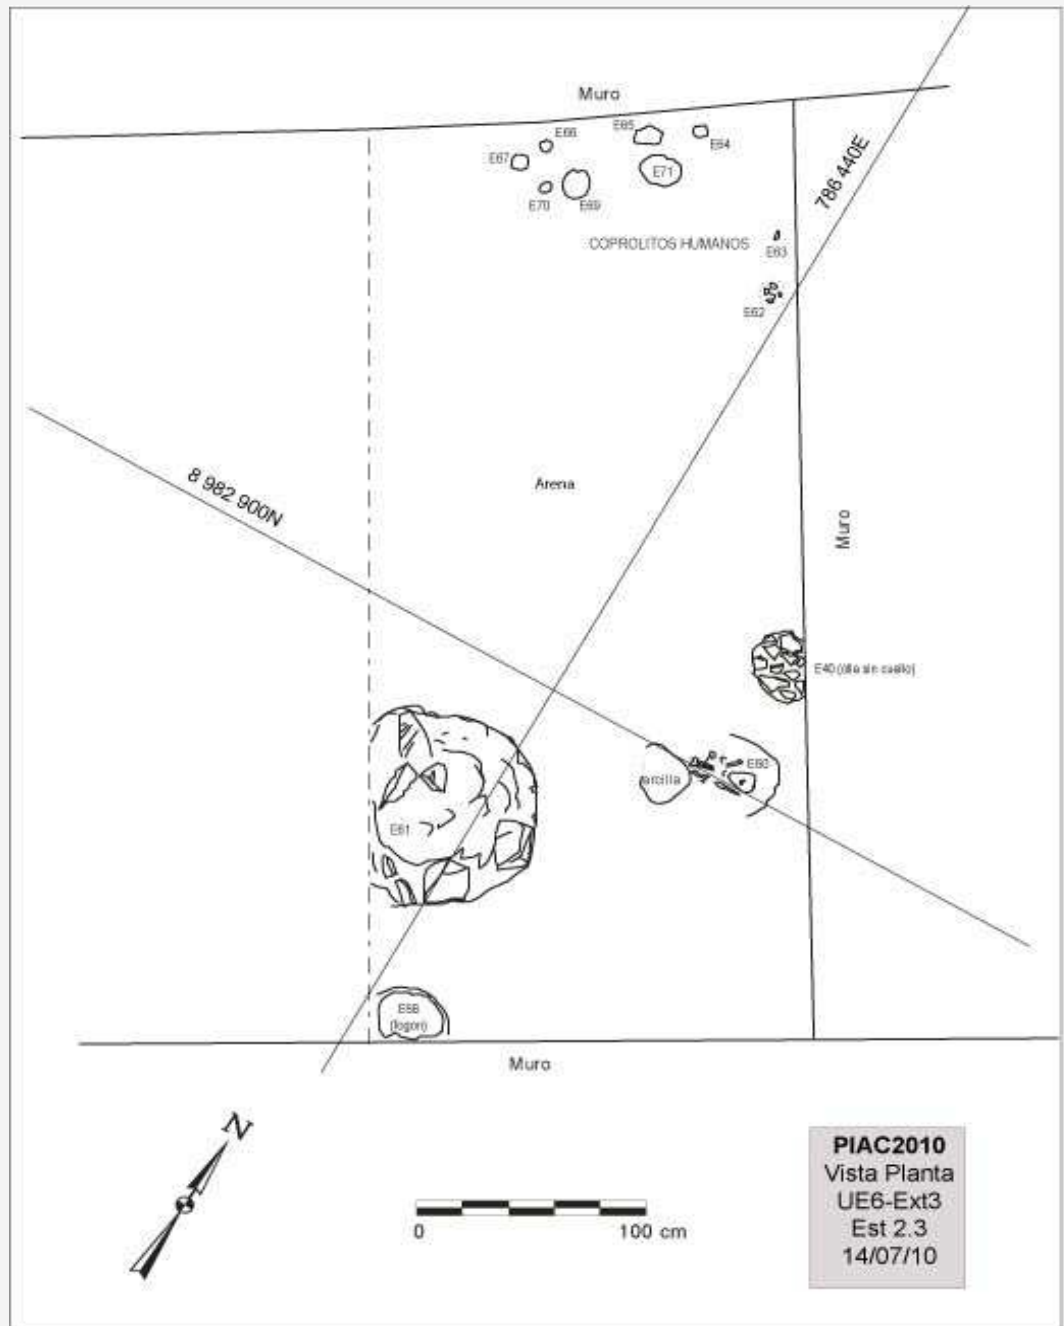 Muro
E65
E64
E66
E67
E71
E70
E69
786 440E
COPROLITOS HUMANOS
E63
E62
8 982 900N
Arena
Muro
E40 (olla sin cuello)
arcilla
E60
E61
(fogon)
Muro
N
0
100 cm
PIAC2010
Vista Planta
UE6-Ext3
Est 2.3
14/07/10